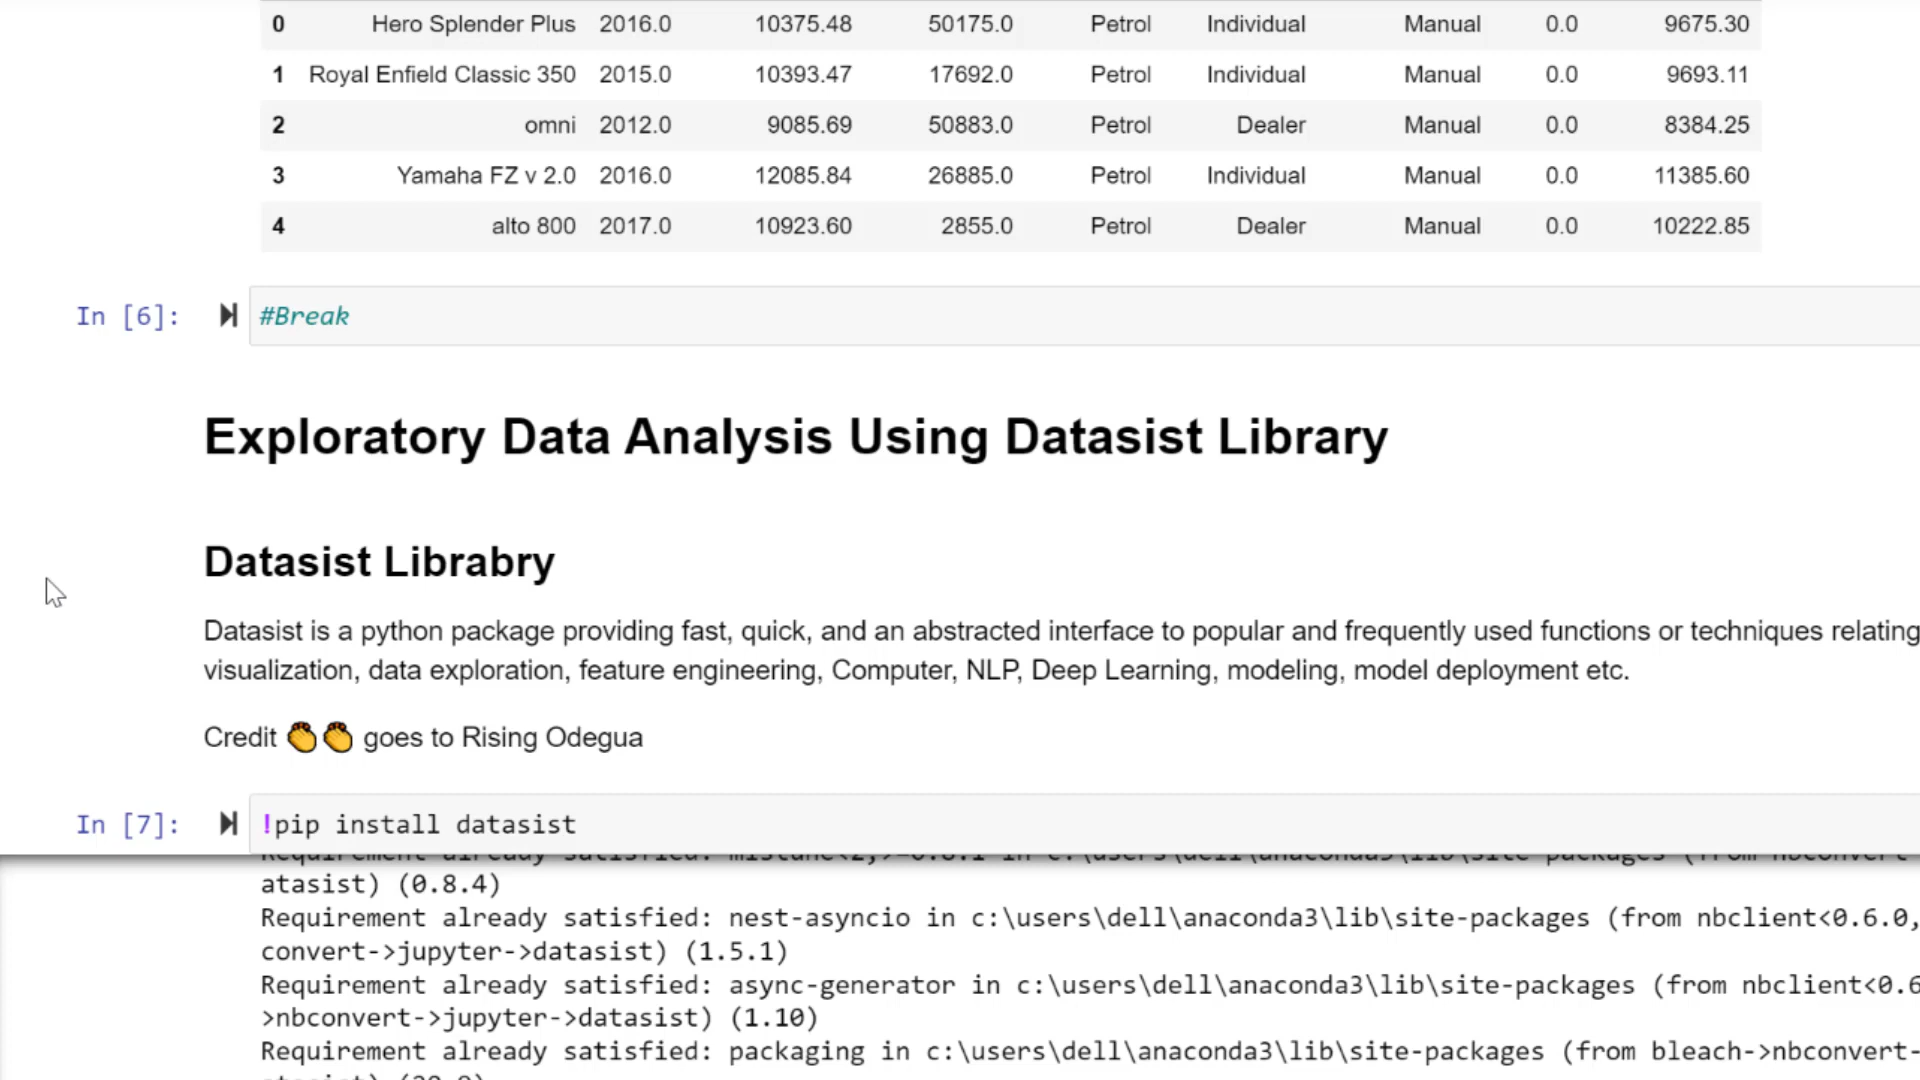 0 Hero Splender Plus 2016.0 10375.48 50175.0 Petrol Individual Manual 0.0 9675.30
1 Royal Enfield Classic 350 2015.0 10393.47 17692.0 Petrol Individual Manual 0.0 9693.11
2 omni 2012.0 9085.69 50883.0 Petrol Dealer Manual 0.0 8384.25
3 Yamaha FZ v 2.0 2016.0 12085.84 26885.0 Petrol Individual Manual 0.0 11385.60
4 alto 800 2017.0 10923.60 2855.0 Petrol Dealer Manual 0.0 10222.85
In [6]: #Break
Exploratory Data Analysis Using Datasist Library
Datasist Librabry
Datasist is a python package providing fast, quick, and an abstracted interface to popular and frequently used functions or techniques relating
visualization, data exploration, feature engineering, Computer, NLP, Deep Learning, modeling, model deployment etc.
Credit 👏👏 goes to Rising Odegua
In [7]: !pip install datasist
atasist) (0.8.4)
Requirement already satisfied: nest-asyncio in c:\users\dell\anaconda3\lib\site-packages (from nbclient<0.6.0,
convert->jupyter->datasist) (1.5.1)
Requirement already satisfied: async-generator in c:\users\dell\anaconda3\lib\site-packages (from nbclient<0.6
>nbconvert->jupyter->datasist) (1.10)
Requirement already satisfied: packaging in c:\users\dell\anaconda3\lib\site-packages (from bleach->nbconvert-